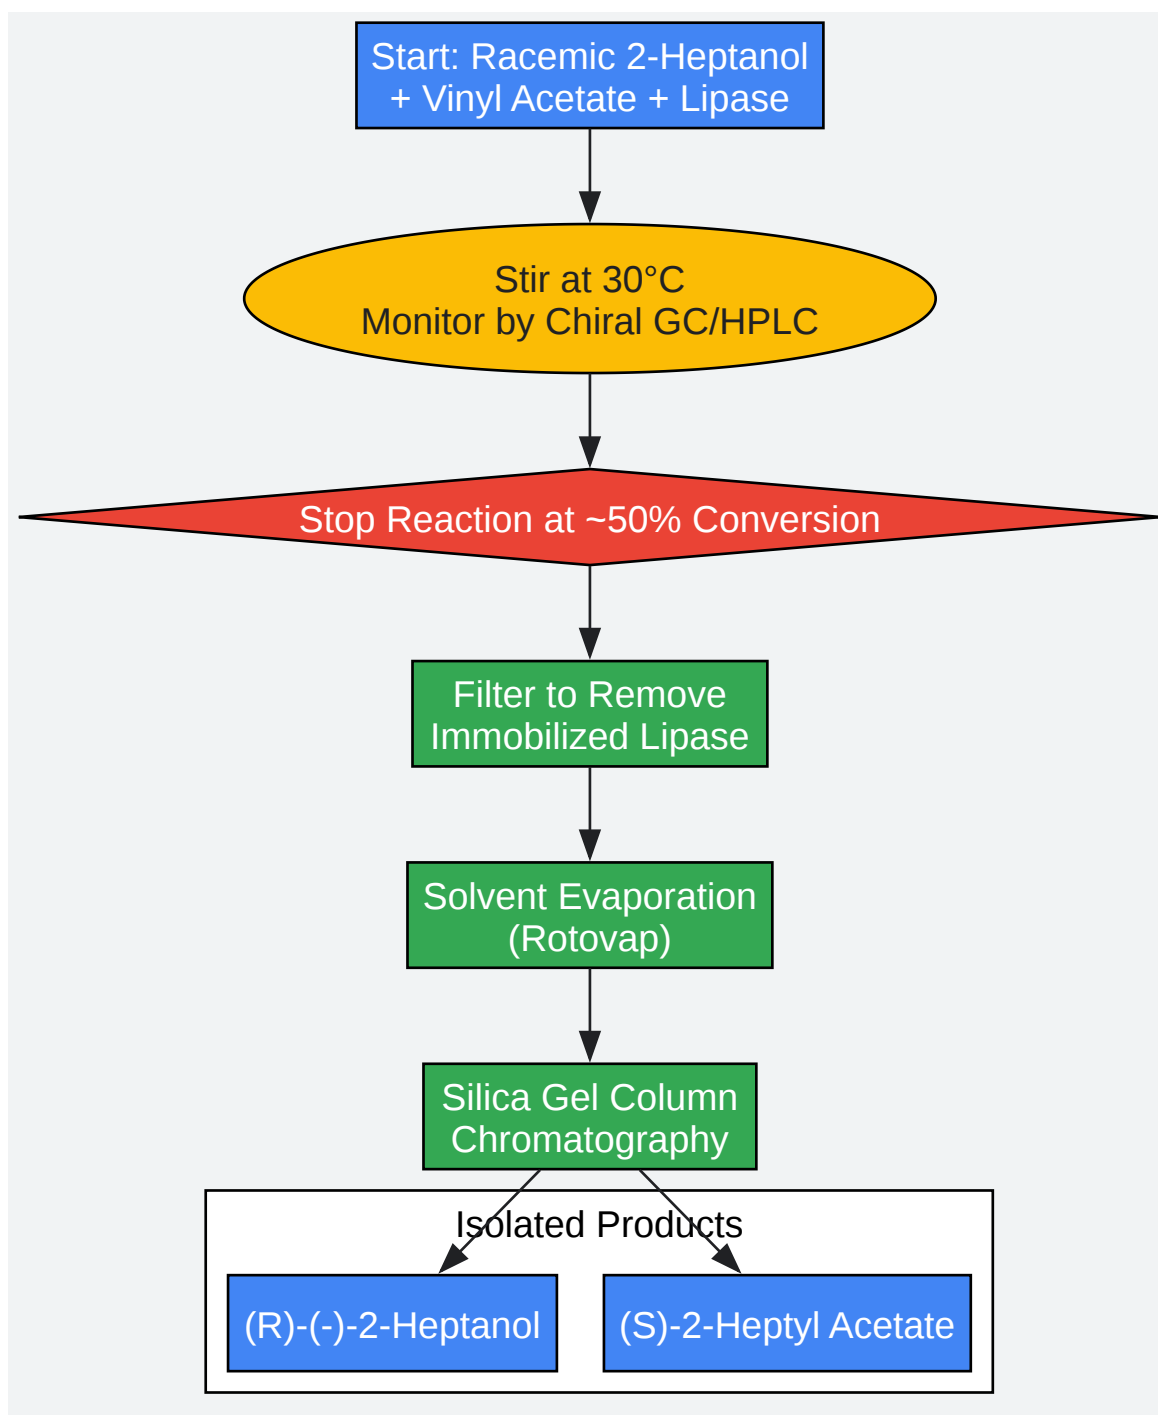 Start: Racemic 2-Heptanol
+ Vinyl Acetate + Lipase
Stir at 30°C
Monitor by Chiral GC/HPLC
Stop Reaction at ~50% Conversion
Filter to Remove
Immobilized Lipase
Solvent Evaporation
(Rotovap)
Silica Gel Column
Chromatography
Isolated Products
(R)-(-)-2-Heptanol
(S)-2-Heptyl Acetate